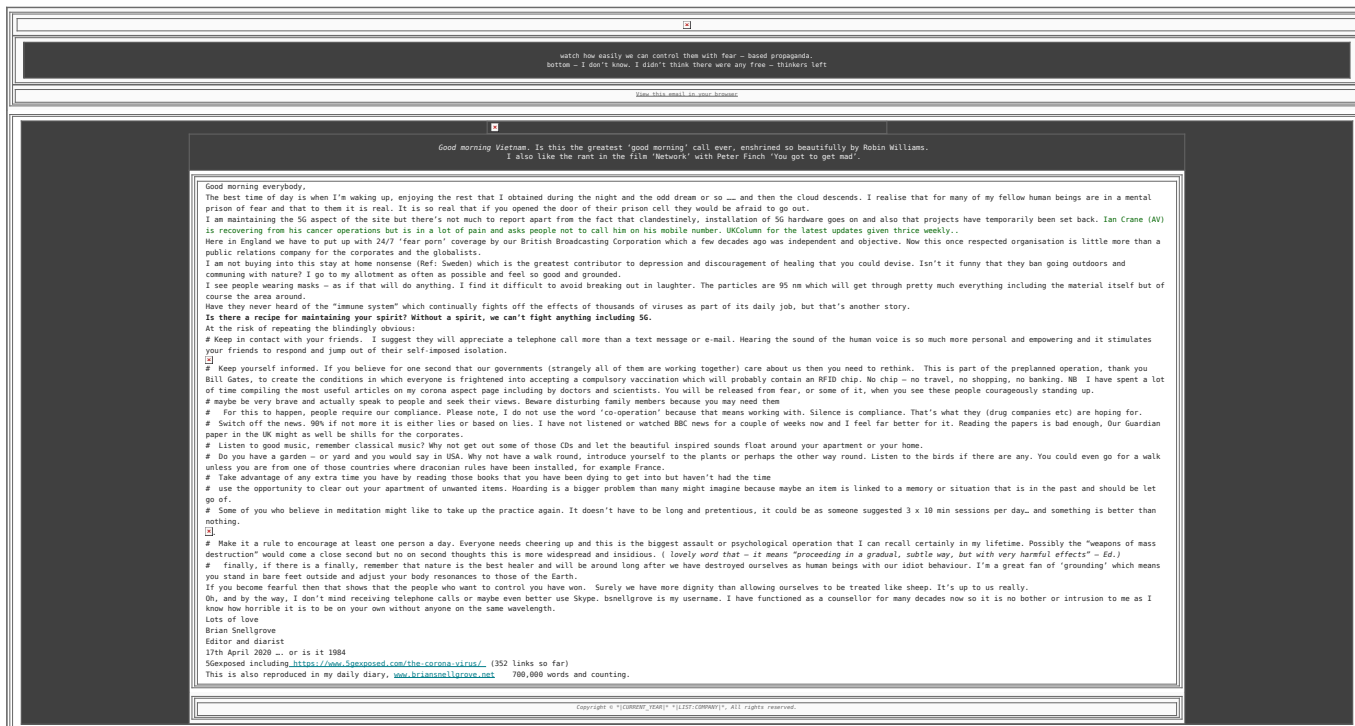 watch how easily we can control them with fear – based propaganda.
bottom – I don’t know. I didn’t think there were any free – thinkers left
View this email in your browser
Good morning Vietnam. Is this the greatest ‘good morning’ call ever, enshrined so beautifully by Robin Williams.
I also like the rant in the film ‘Network’ with Peter Finch ‘You got to get mad’.
Good morning everybody,
The best time of day is when I’m waking up, enjoying the rest that I obtained during the night and the odd dream or so …… and then the cloud descends. I realise that for many of my fellow human beings are in a mental
prison of fear and that to them it is real. It is so real that if you opened the door of their prison cell they would be afraid to go out.
I am maintaining the 5G aspect of the site but there’s not much to report apart from the fact that clandestinely, installation of 5G hardware goes on and also that projects have temporarily been set back. Ian Crane (AV)
is recovering from his cancer operations but is in a lot of pain and asks people not to call him on his mobile number. UKColumn for the latest updates given thrice weekly..
Here in England we have to put up with 24/7 ‘fear porn’ coverage by our British Broadcasting Corporation which a few decades ago was independent and objective. Now this once respected organisation is little more than a
public relations company for the corporates and the globalists.
I am not buying into this stay at home nonsense (Ref: Sweden) which is the greatest contributor to depression and discouragement of healing that you could devise. Isn’t it funny that they ban going outdoors and
communing with nature? I go to my allotment as often as possible and feel so good and grounded.
I see people wearing masks – as if that will do anything. I find it difficult to avoid breaking out in laughter. The particles are 95 nm which will get through pretty much everything including the material itself but of
course the area around.
Have they never heard of the “immune system” which continually fights off the effects of thousands of viruses as part of its daily job, but that’s another story.
Is there a recipe for maintaining your spirit? Without a spirit, we can’t fight anything including 5G.
At the risk of repeating the blindingly obvious:
# Keep in contact with your friends.  I suggest they will appreciate a telephone call more than a text message or e-mail. Hearing the sound of the human voice is so much more personal and empowering and it stimulates
your friends to respond and jump out of their self-imposed isolation.
#  Keep yourself informed. If you believe for one second that our governments (strangely all of them are working together) care about us then you need to rethink.  This is part of the preplanned operation, thank you
Bill Gates, to create the conditions in which everyone is frightened into accepting a compulsory vaccination which will probably contain an RFID chip. No chip – no travel, no shopping, no banking. NB  I have spent a lot
of time compiling the most useful articles on my corona aspect page including by doctors and scientists. You will be released from fear, or some of it, when you see these people courageously standing up.
# maybe be very brave and actually speak to people and seek their views. Beware disturbing family members because you may need them
#   For this to happen, people require our compliance. Please note, I do not use the word ‘co-operation’ because that means working with. Silence is compliance. That’s what they (drug companies etc) are hoping for.
#  Switch off the news. 90% if not more it is either lies or based on lies. I have not listened or watched BBC news for a couple of weeks now and I feel far better for it. Reading the papers is bad enough, Our Guardian
paper in the UK might as well be shills for the corporates.
#  Listen to good music, remember classical music? Why not get out some of those CDs and let the beautiful inspired sounds float around your apartment or your home.
#  Do you have a garden – or yard and you would say in USA. Why not have a walk round, introduce yourself to the plants or perhaps the other way round. Listen to the birds if there are any. You could even go for a walk
unless you are from one of those countries where draconian rules have been installed, for example France.
#  Take advantage of any extra time you have by reading those books that you have been dying to get into but haven’t had the time
#  use the opportunity to clear out your apartment of unwanted items. Hoarding is a bigger problem than many might imagine because maybe an item is linked to a memory or situation that is in the past and should be let
go of.
#  Some of you who believe in meditation might like to take up the practice again. It doesn’t have to be long and pretentious, it could be as someone suggested 3 x 10 min sessions per day… and something is better than
nothing.
.
#  Make it a rule to encourage at least one person a day. Everyone needs cheering up and this is the biggest assault or psychological operation that I can recall certainly in my lifetime. Possibly the “weapons of mass
destruction” would come a close second but no on second thoughts this is more widespread and insidious. ( lovely word that – it means “proceeding in a gradual, subtle way, but with very harmful effects” – Ed.)
#   finally, if there is a finally, remember that nature is the best healer and will be around long after we have destroyed ourselves as human beings with our idiot behaviour. I’m a great fan of ‘grounding’ which means
you stand in bare feet outside and adjust your body resonances to those of the Earth.
If you become fearful then that shows that the people who want to control you have won.  Surely we have more dignity than allowing ourselves to be treated like sheep. It’s up to us really.
Oh, and by the way, I don’t mind receiving telephone calls or maybe even better use Skype. bsnellgrove is my username. I have functioned as a counsellor for many decades now so it is no bother or intrusion to me as I
know how horrible it is to be on your own without anyone on the same wavelength.
Lots of love
Brian Snellgrove
Editor and diarist
17th April 2020 …. or is it 1984
5Gexposed including https://www.5gexposed.com/the-corona-virus/  (352 links so far)
This is also reproduced in my daily diary, www.briansnellgrove.net    700,000 words and counting.
Copyright © *|CURRENT_YEAR|* *|LIST:COMPANY|*, All rights reserved.